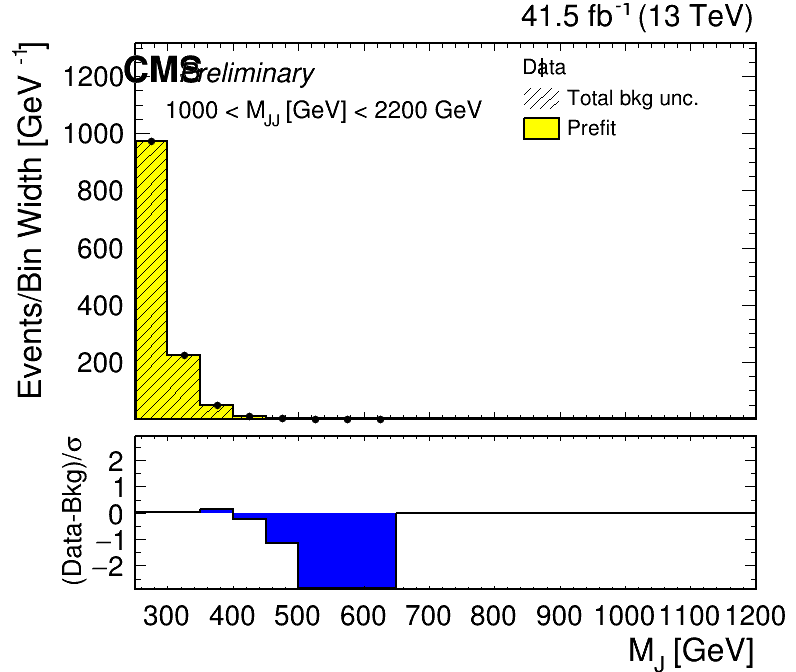 41.5 fb⁻¹ (13 TeV)
CMS Preliminary
1000 < M_JJ [GeV] < 2200 GeV
Data
Total bkg unc.
Prefit
Events/Bin Width [GeV⁻¹]
1200
1000
800
600
400
200
(Data-Bkg)/σ
2
1
0
−1
−2
300 400 500 600 700 800 900 1000 1100 1200
M_J [GeV]